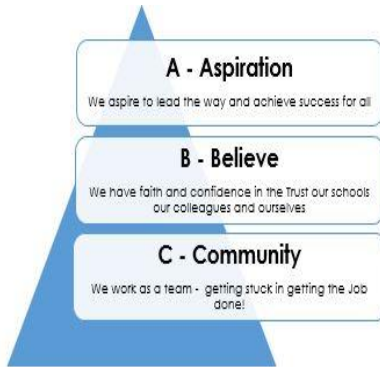 A - Aspiration
We aspire to lead the way and achieve success for all
B - Believe
We have faith and confidence in the Trust our schools
our colleagues and ourselves
C - Community
We work as a team - getting stuck in getting the Job
done!